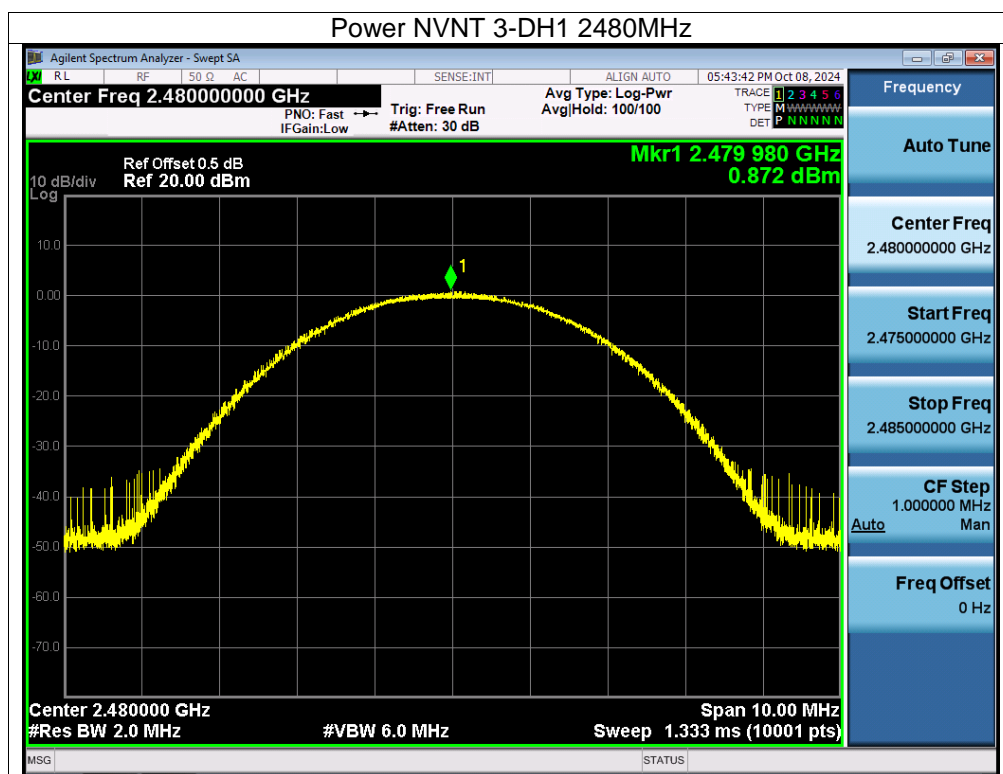 Power NVNT 3-DH1 2480MHz
Agilent Spectrum Analyzer - Swept SA
LXI RL RF 50 Ω AC SENSE:INT ALIGN AUTO 05:43:42 PM Oct 08, 2024
Center Freq 2.480000000 GHz
PNO: Fast
IFGain:Low
Trig: Free Run
#Atten: 30 dB
Avg Type: Log-Pwr
Avg|Hold: 100/100
TRACE 1 2 3 4 5 6
TYPE M WWWWW
DET P N N N N N
Ref Offset 0.5 dB
10 dB/div Ref 20.00 dBm
Log
Mkr1 2.479 980 GHz
0.872 dBm
1
10.0
0.00
-10.0
-20.0
-30.0
-40.0
-50.0
-60.0
-70.0
Center 2.480000 GHz Span 10.00 MHz
#Res BW 2.0 MHz #VBW 6.0 MHz Sweep 1.333 ms (10001 pts)
MSG STATUS
Frequency
Auto Tune
Center Freq
2.480000000 GHz
Start Freq
2.475000000 GHz
Stop Freq
2.485000000 GHz
CF Step
1.000000 MHz
Auto Man
Freq Offset
0 Hz